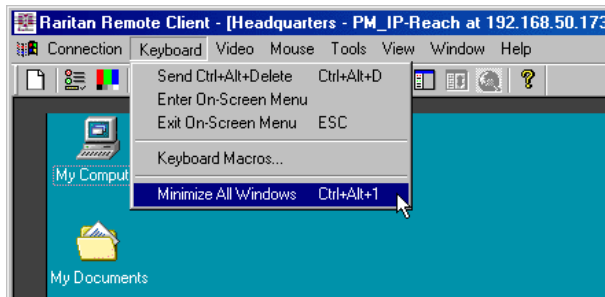 Raritan Remote Client - [Headquarters - PM_IP-Reach at 192.168.50.173
Connection Keyboard Video Mouse Tools View Window Help
Send Ctrl+Alt+Delete Ctrl+Alt+D
Enter On-Screen Menu
Exit On-Screen Menu ESC
Keyboard Macros...
Minimize All Windows Ctrl+Alt+1
My Comput
My Documents